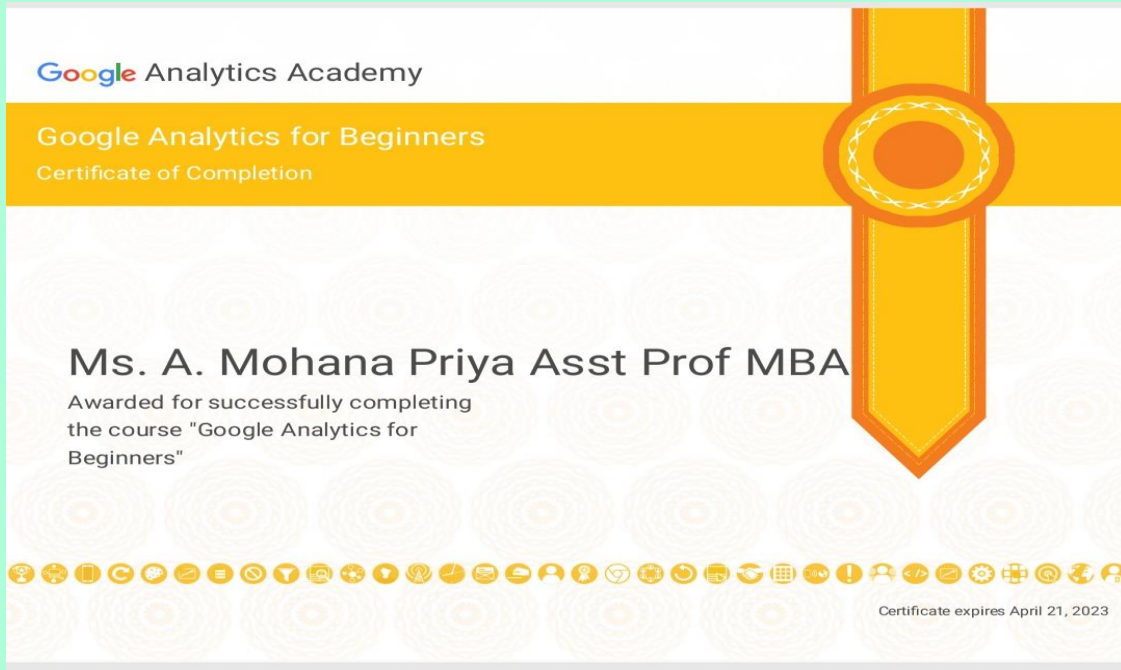 Google Analytics Academy
Google Analytics for Beginners
Certificate of Completion
Ms. A. Mohana Priya Asst Prof MBA
Awarded for successfully completing
the course "Google Analytics for
Beginners"
Certificate expires April 21, 2023